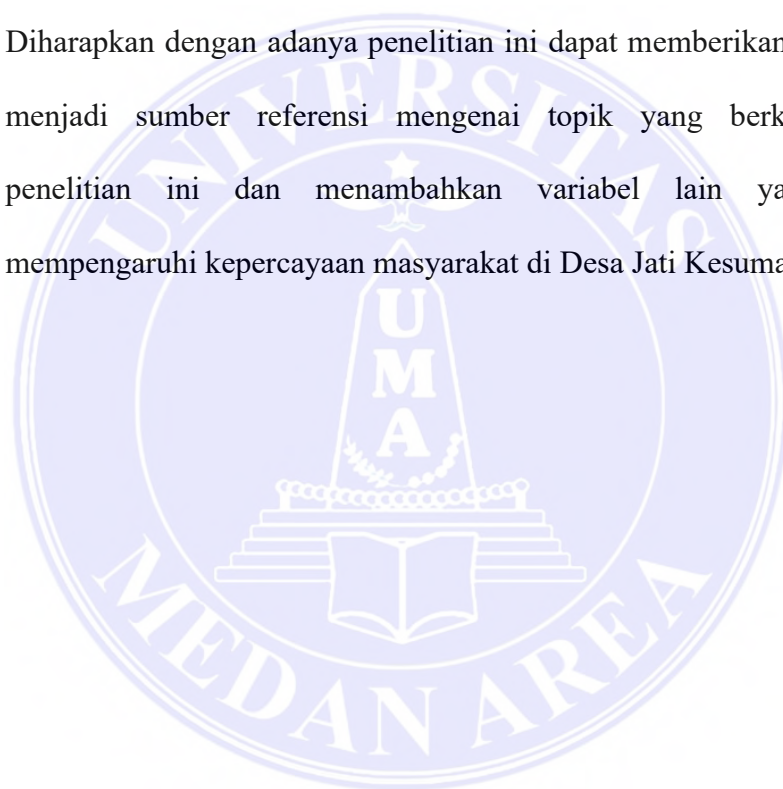 Diharapkan dengan adanya penelitian ini dapat memberikan
menjadi sumber referensi mengenai topik yang berk
penelitian ini dan menambahkan variabel lain ya
mempengaruhi kepercayaan masyarakat di Desa Jati Kesuma
UNIVERSITAS
UMA
MEDAN AREA